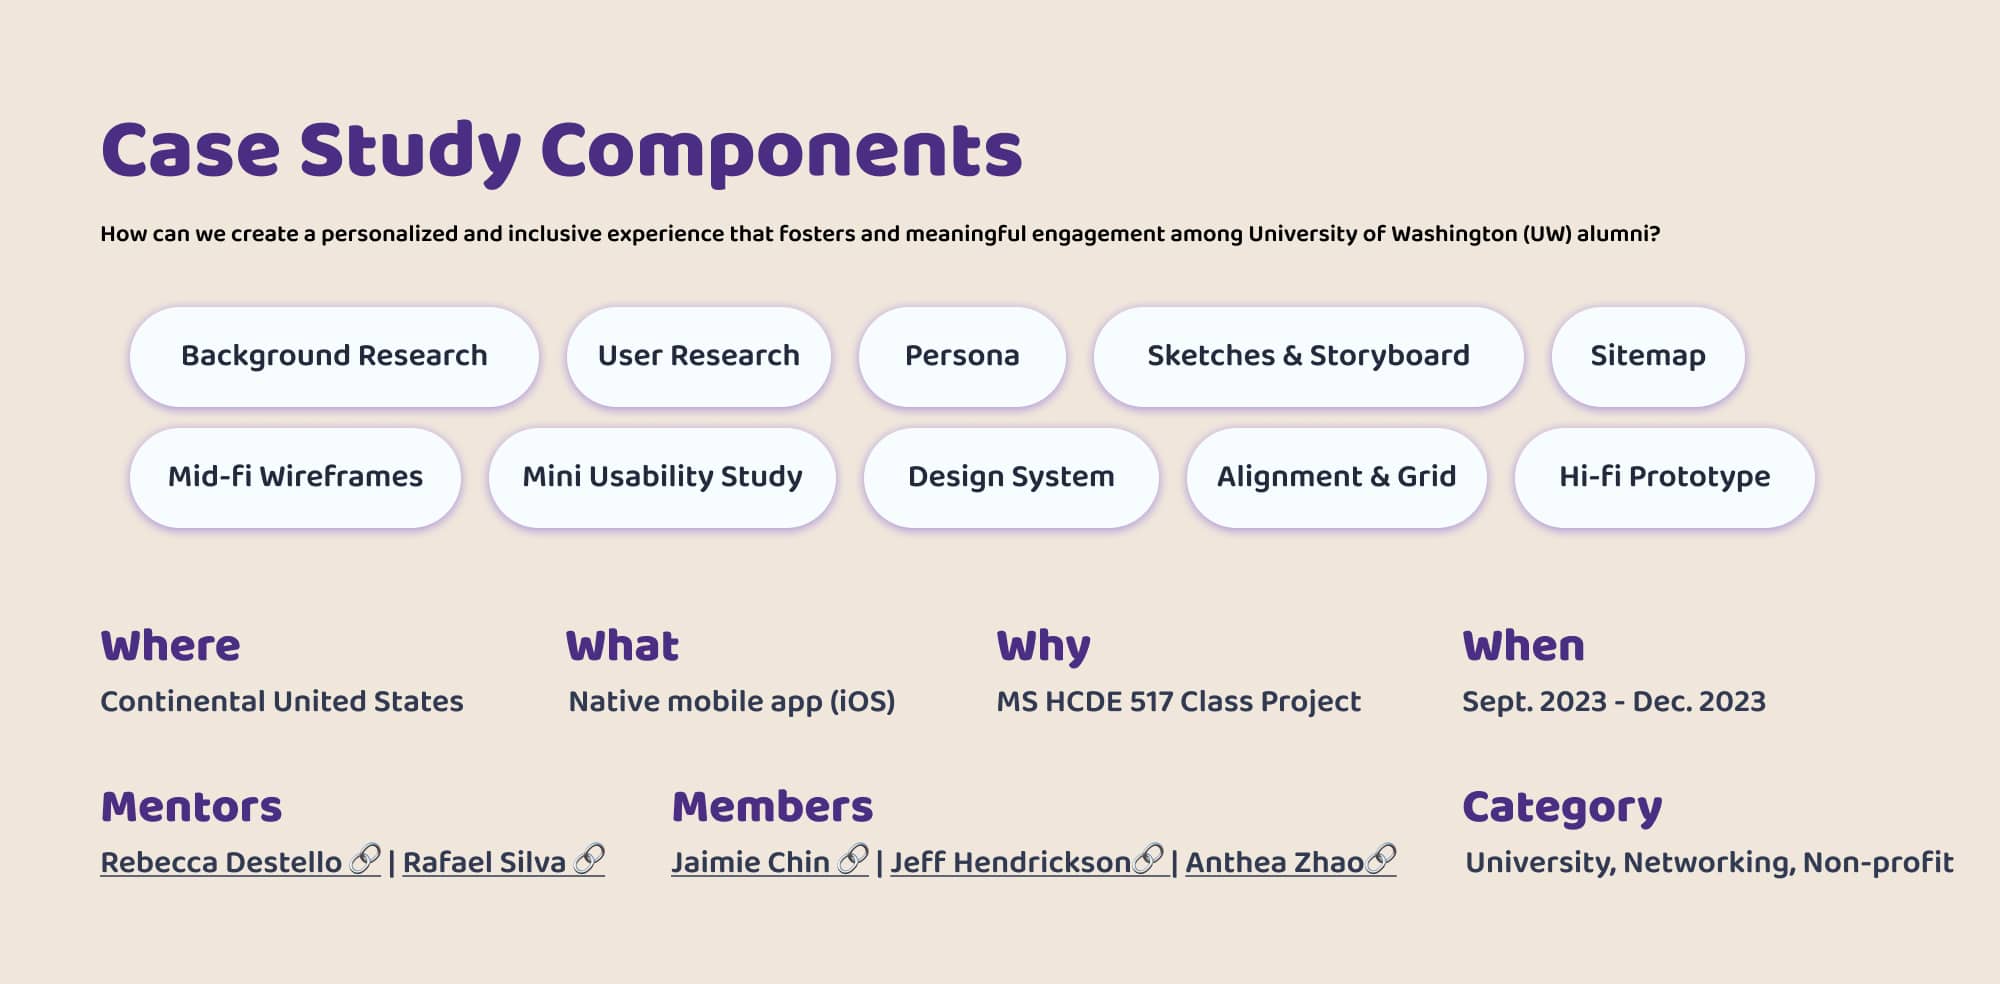 Case Study Components
How can we create a personalized and inclusive experience that fosters and meaningful engagement among University of Washington (UW) alumni?
Background Research
User Research
Persona
Sketches & Storyboard
Sitemap
Mid-fi Wireframes
Mini Usability Study
Design System
Alignment & Grid
Hi-fi Prototype
Where
Continental United States
What
Native mobile app (iOS)
Why
MS HCDE 517 Class Project
When
Sept. 2023 - Dec. 2023
Mentors
Rebecca Destello 🔗 | Rafael Silva 🔗
Members
Jaimie Chin 🔗 | Jeff Hendrickson🔗 | Anthea Zhao🔗
Category
University, Networking, Non-profit